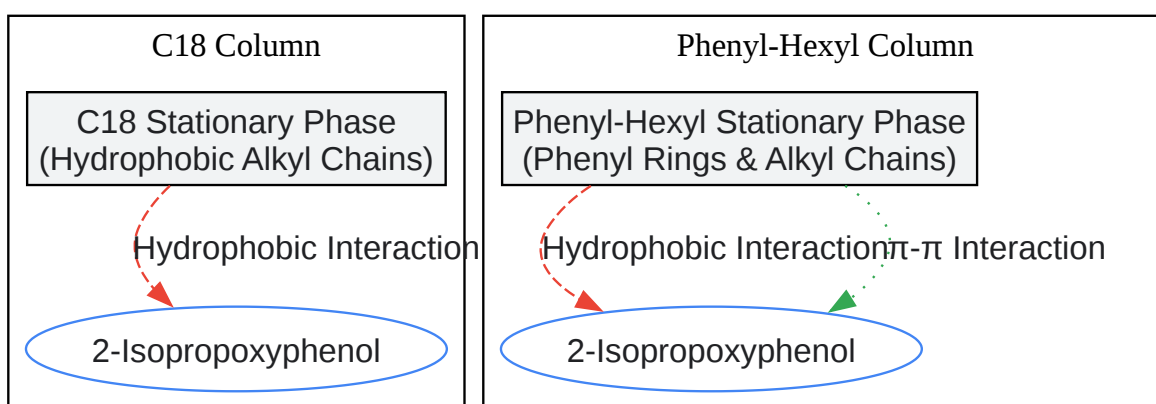 C18 Column
C18 Stationary Phase
(Hydrophobic Alkyl Chains)
Hydrophobic Interaction
2-Isopropoxyphenol
Phenyl-Hexyl Column
Phenyl-Hexyl Stationary Phase
(Phenyl Rings & Alkyl Chains)
Hydrophobic Interaction
π-π Interaction
2-Isopropoxyphenol